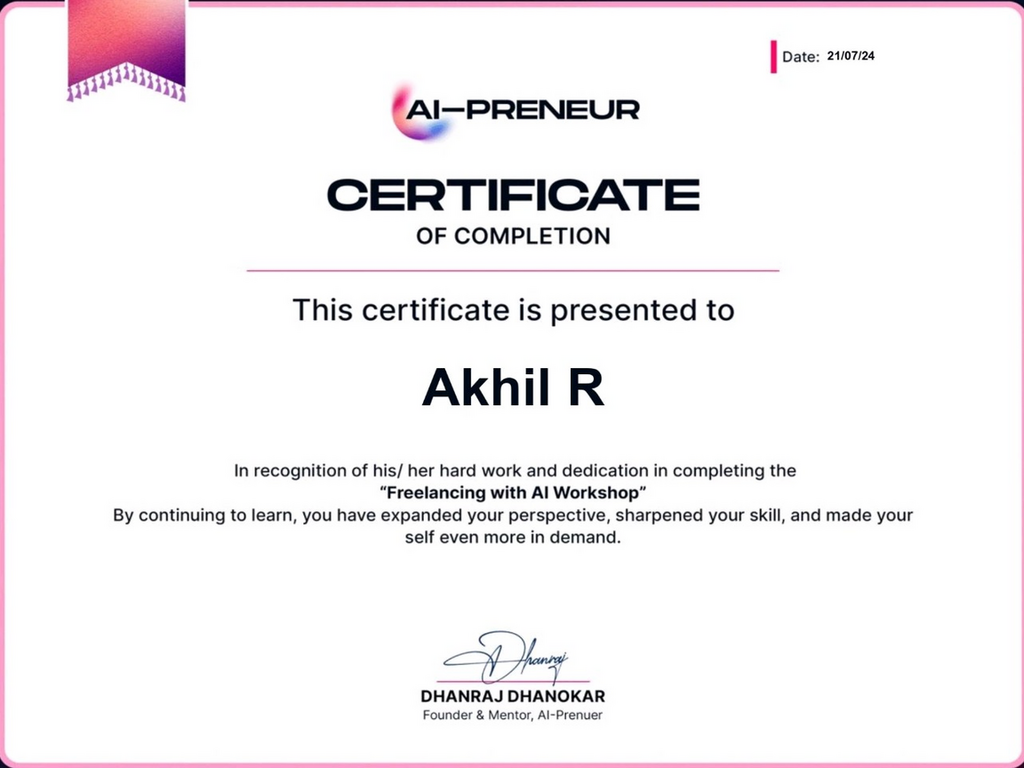 Date: 21/07/24
AI–PRENEUR
CERTIFICATE
OF COMPLETION
This certificate is presented to
Akhil R
In recognition of his/ her hard work and dedication in completing the
“Freelancing with AI Workshop”
By continuing to learn, you have expanded your perspective, sharpened your skill, and made your
self even more in demand.
Dhanraj
DHANRAJ DHANOKAR
Founder & Mentor, AI-Prenuer